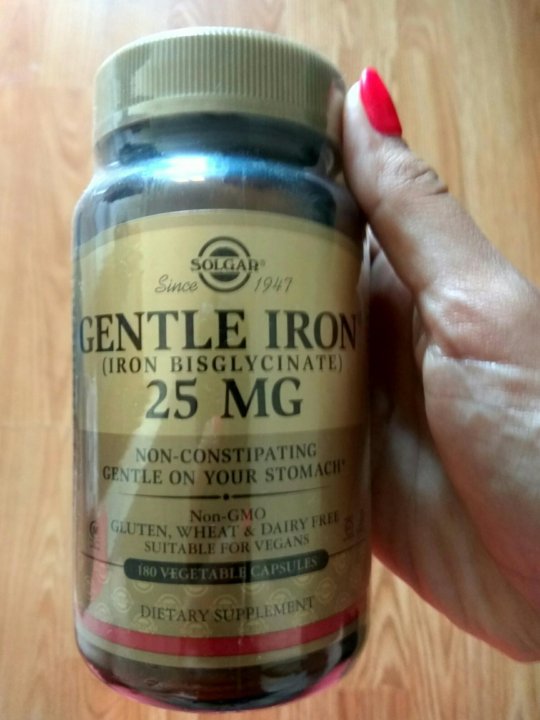 SOLGAR®
Since 1947
GENTLE IRON®
(IRON BISGLYCINATE)
25 MG
NON-CONSTIPATING
GENTLE ON YOUR STOMACH*
Non-GMO
GLUTEN, WHEAT & DAIRY FREE
SUITABLE FOR VEGANS
180 VEGETABLE CAPSULES
DIETARY SUPPLEMENT